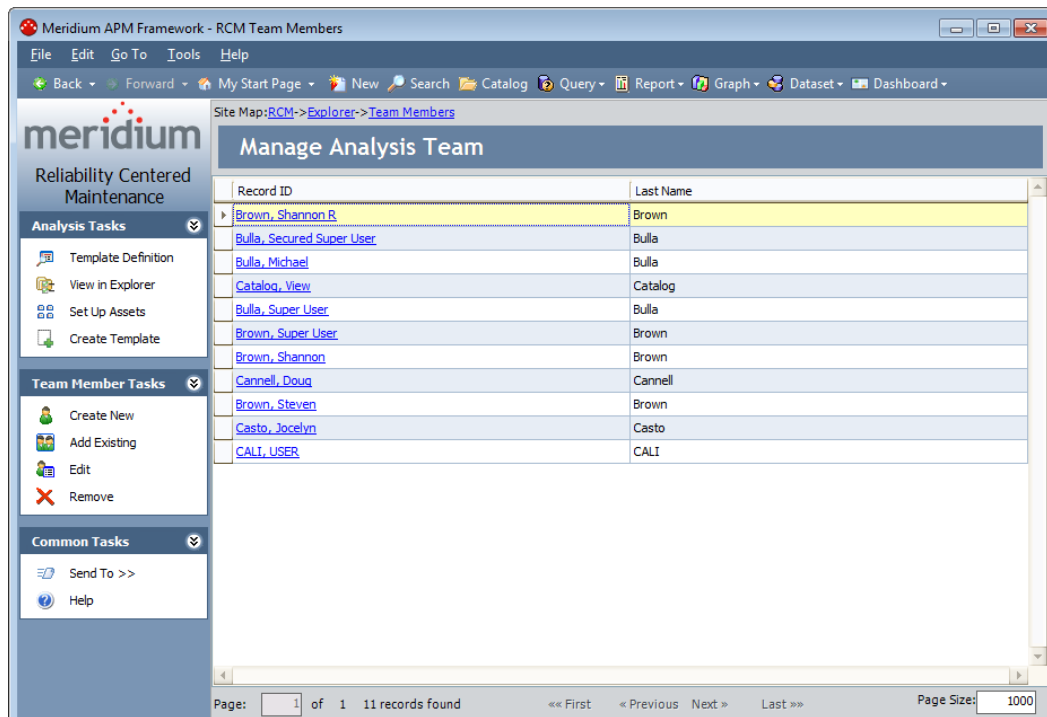 Meridium APM Framework - RCM Team Members
File Edit Go To Tools Help
Back Forward My Start Page New Search Catalog Query Report Graph Dataset Dashboard
meridium
Reliability Centered
Maintenance
Analysis Tasks
Template Definition
View in Explorer
Set Up Assets
Create Template
Team Member Tasks
Create New
Add Existing
Edit
Remove
Common Tasks
Send To >>
Help
Site Map:RCM->Explorer->Team Members
Manage Analysis Team
Record ID Last Name
Brown, Shannon R Brown
Bulla, Secured Super User Bulla
Bulla, Michael Bulla
Catalog, View Catalog
Bulla, Super User Bulla
Brown, Super User Brown
Brown, Shannon Brown
Cannell, Doug Cannell
Brown, Steven Brown
Casto, Jocelyn Casto
CALI, USER CALI
Page: 1 of 1 11 records found «« First « Previous Next » Last »» Page Size: 1000